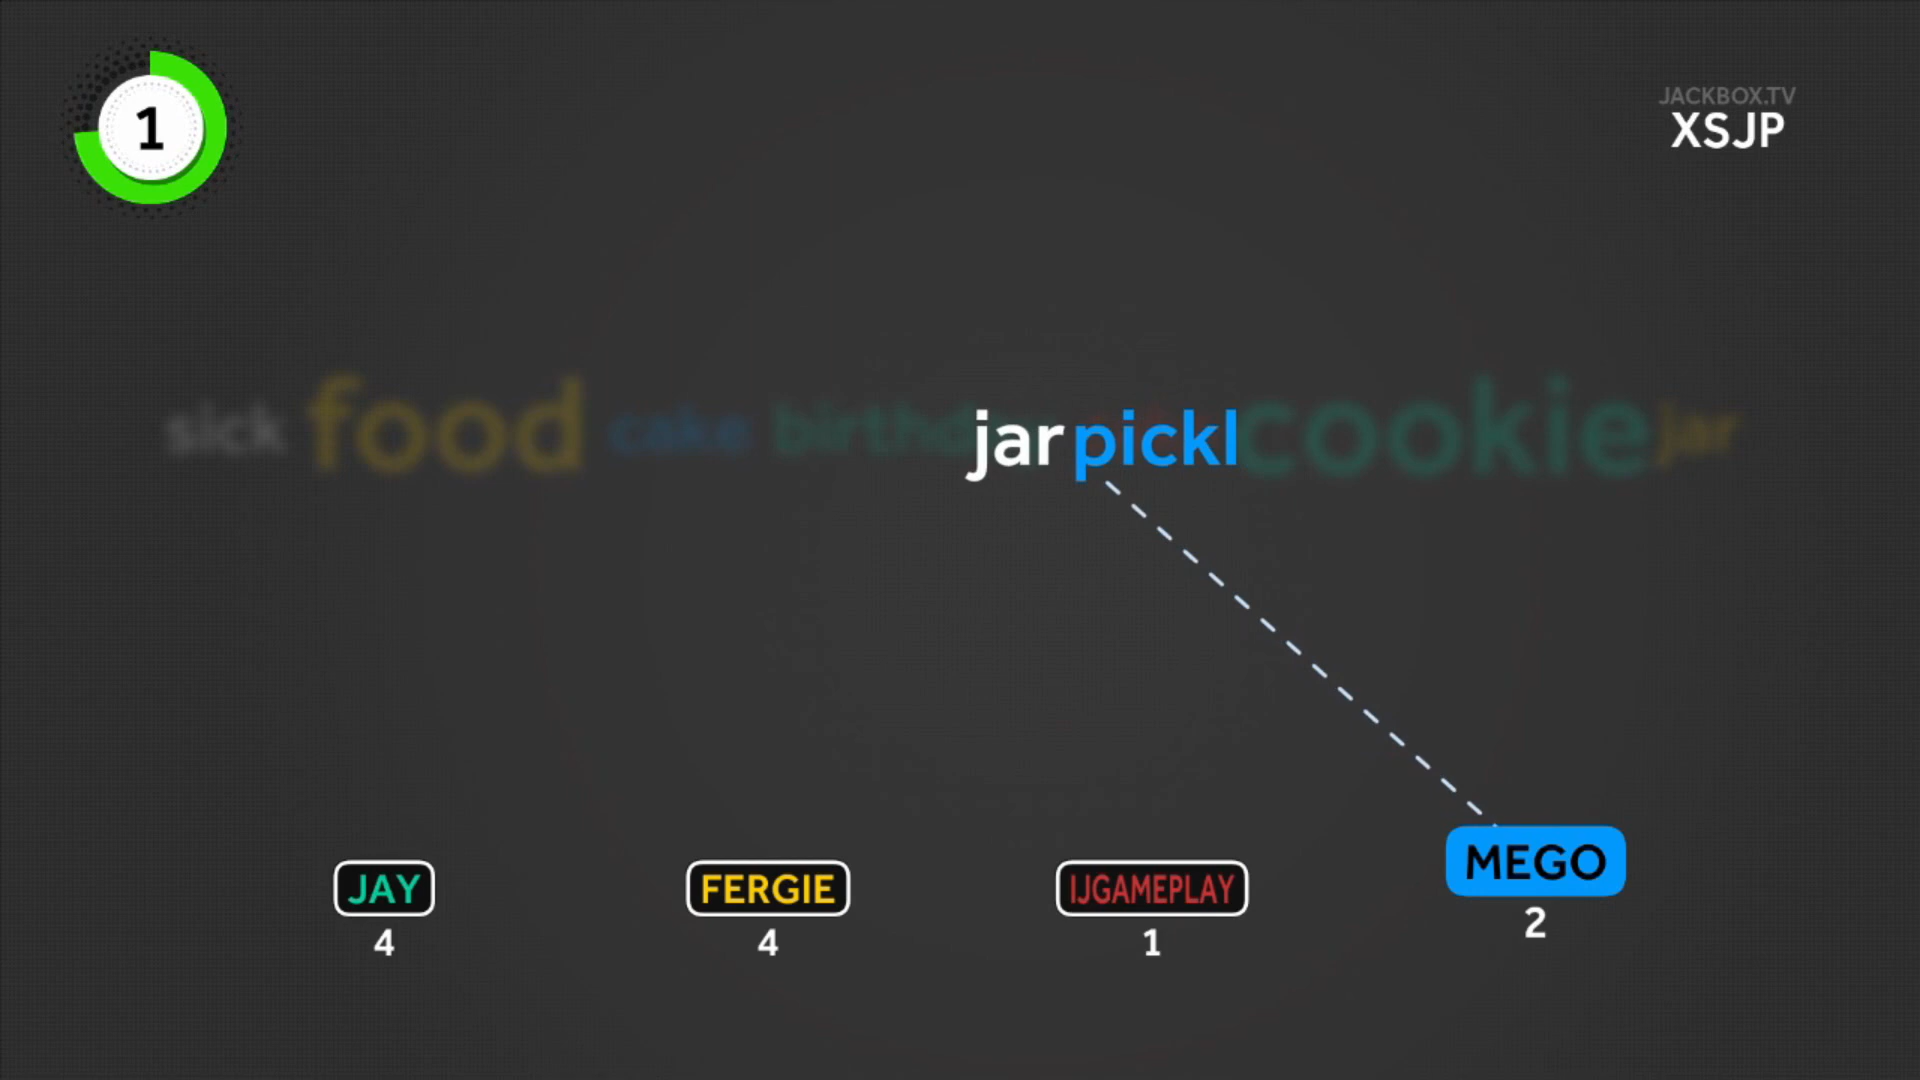 1
JACKBOX.TV
XSJP
sick food cake jar pickl cookie jar
JAY FERGIE IJGAMEPLAY MEGO
4 4 1 2